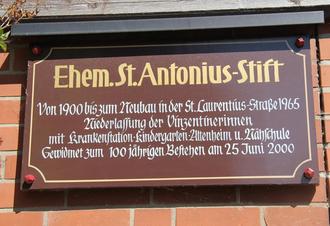 Ehem. St. Antonius-Stift
Von 1900 bis zum Neubau in der St. Laurentius-Straße 1965
Niederlassung der Vinzentinerinnen
mit Krankenstation-Kindergarten-Altenheim u. Nähschule
Gewidmet zum 100 jährigen Bestehen am 25 Juni 2000